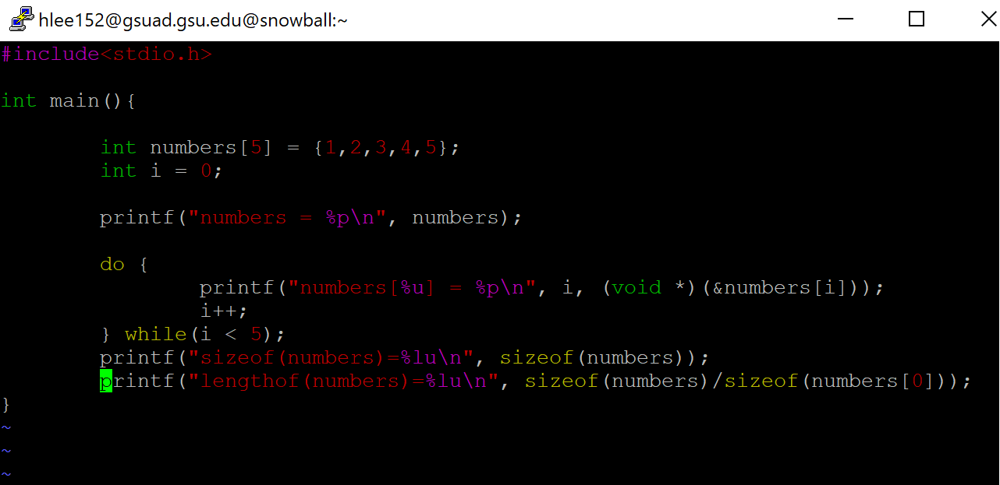 hlee152@gsuad.gsu.edu@snowball:~
#include<stdio.h>
int main(){
int numbers[5] = {1,2,3,4,5};
int i = 0;
printf("numbers = %p\n", numbers);
do {
printf("numbers[%u] = %p\n", i, (void *)(&numbers[i]));
i++;
} while(i < 5);
printf("sizeof(numbers)=%lu\n", sizeof(numbers));
printf("lengthof(numbers)=%lu\n", sizeof(numbers)/sizeof(numbers[0]));
}
~
~
~